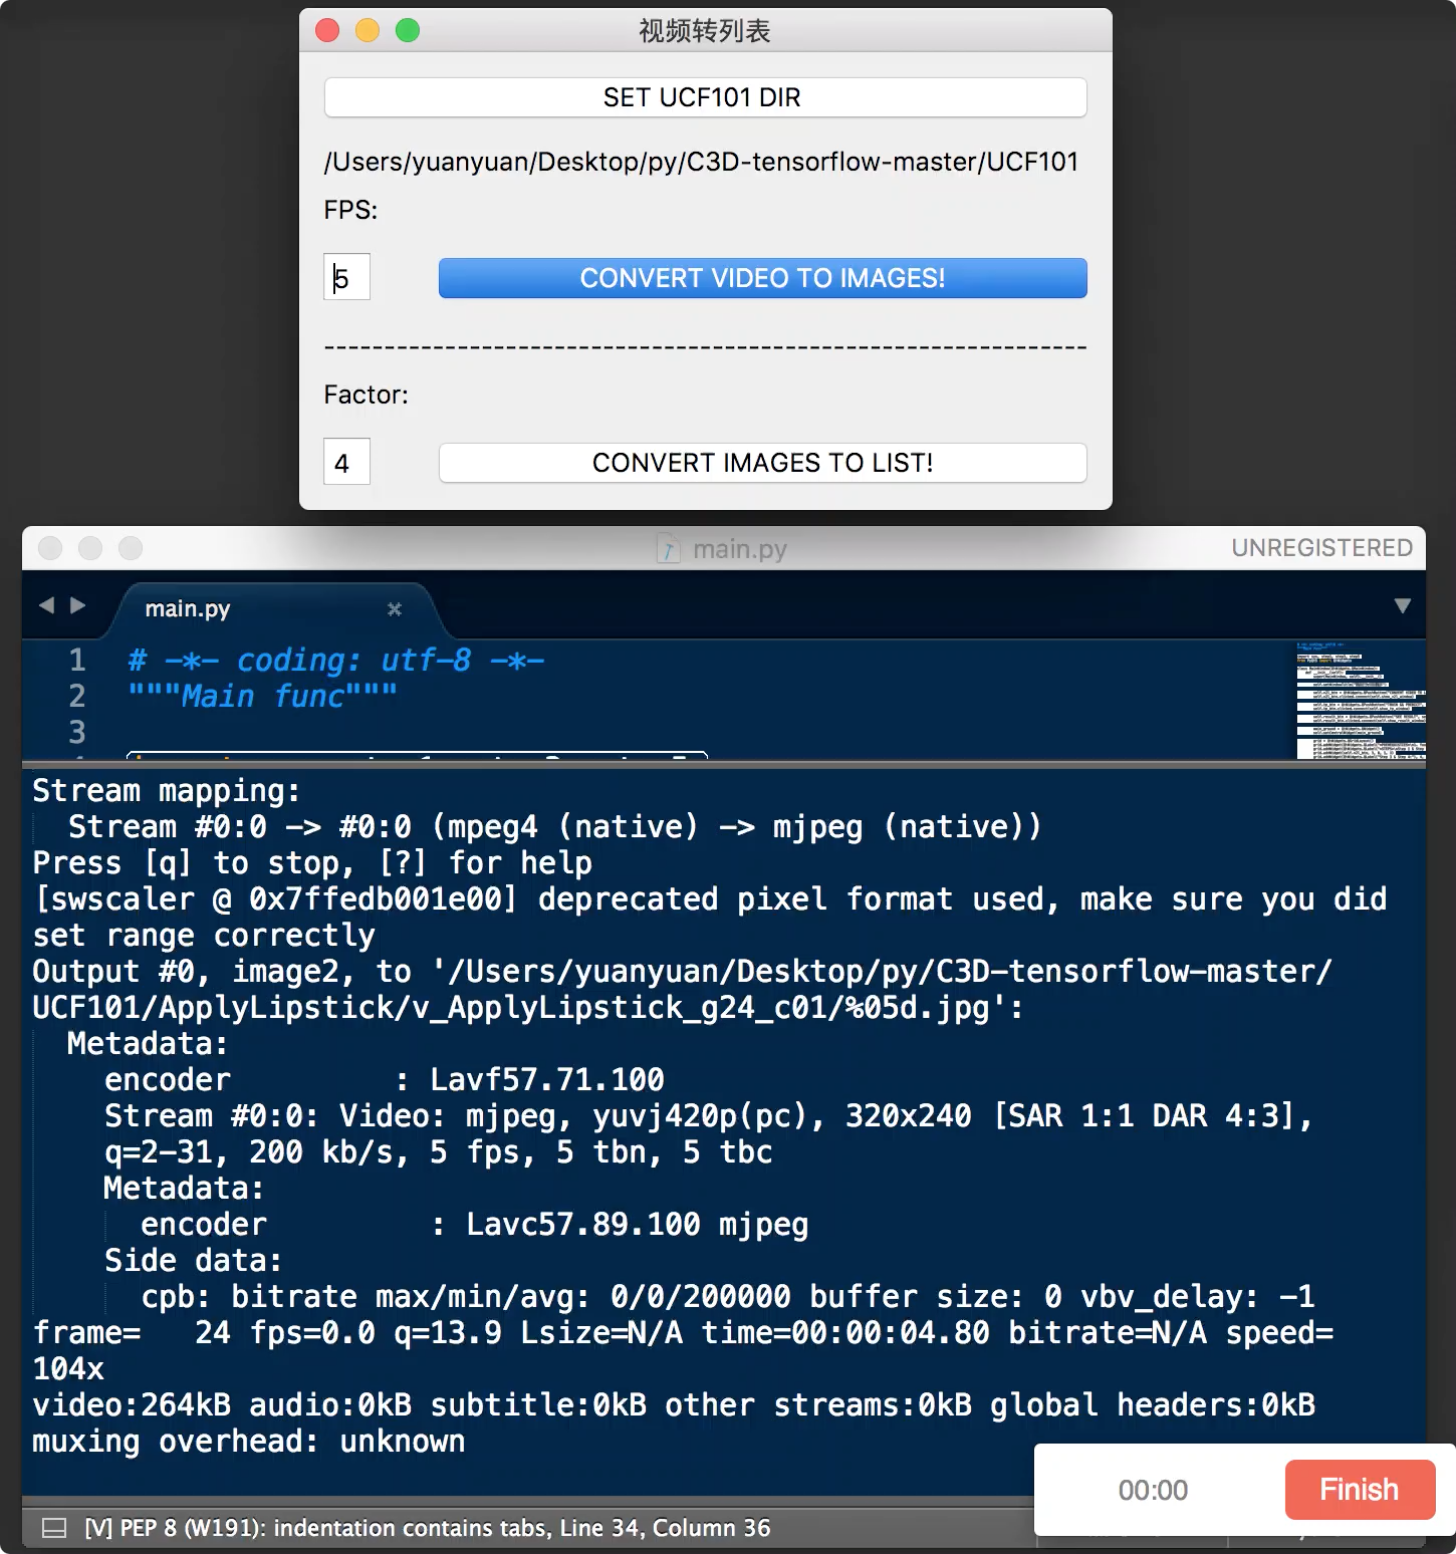 视频转列表
SET UCF101 DIR
/Users/yuanyuan/Desktop/py/C3D-tensorflow-master/UCF101
FPS:
5
CONVERT VIDEO TO IMAGES!
---------------------------------------------------------------
Factor:
4
CONVERT IMAGES TO LIST!
main.py
UNREGISTERED
main.py
1 # -*- coding: utf-8 -*-
2 """Main func"""
3
Stream mapping:
Stream #0:0 -> #0:0 (mpeg4 (native) -> mjpeg (native))
Press [q] to stop, [?] for help
[swscaler @ 0x7ffedb001e00] deprecated pixel format used, make sure you did
set range correctly
Output #0, image2, to '/Users/yuanyuan/Desktop/py/C3D-tensorflow-master/
UCF101/ApplyLipstick/v_ApplyLipstick_g24_c01/%05d.jpg':
Metadata:
encoder : Lavf57.71.100
Stream #0:0: Video: mjpeg, yuvj420p(pc), 320x240 [SAR 1:1 DAR 4:3],
q=2-31, 200 kb/s, 5 fps, 5 tbn, 5 tbc
Metadata:
encoder : Lavc57.89.100 mjpeg
Side data:
cpb: bitrate max/min/avg: 0/0/200000 buffer size: 0 vbv_delay: -1
frame= 24 fps=0.0 q=13.9 Lsize=N/A time=00:00:04.80 bitrate=N/A speed=
104x
video:264kB audio:0kB subtitle:0kB other streams:0kB global headers:0kB
muxing overhead: unknown
00:00
Finish
[V] PEP 8 (W191): indentation contains tabs, Line 34, Column 36